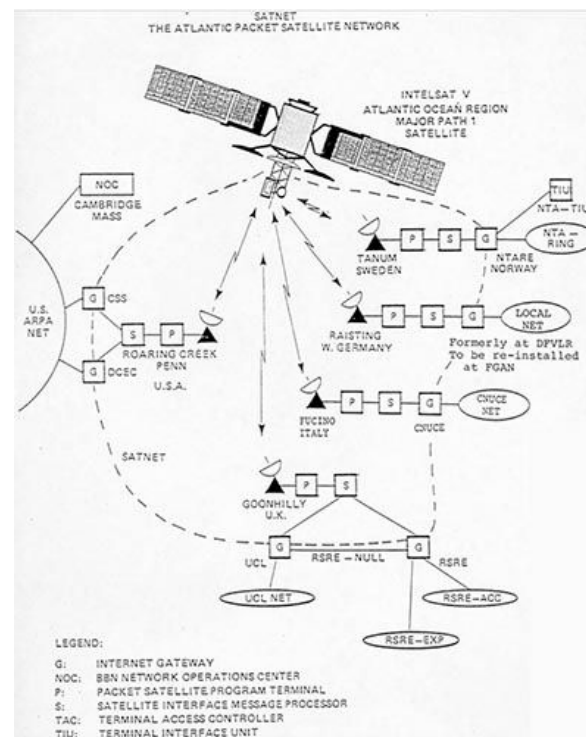 SATNET
THE ATLANTIC PACKET SATELLITE NETWORK
INTELSAT V
ATLANTIC OCEAN REGION
MAJOR PATH 1
SATELLITE
NOC
CAMBRIDGE
MASS
TIU
NTA-TIU
NTA-
RING
P
S
G
TANUM
SWEDEN
NTARE
NORWAY
U.S.
ARPA
NET
G
CSS
S
P
ROARING CREEK
PENN
U.S.A.
G
DCEC
P
S
G
LOCAL
NET
RAISTING
W. GERMANY
Formerly at DFVLR
To be re-installed
at FGAN
P
S
G
CNUCE
NET
FUCINO
ITALY
CNUCE
SATNET
P
S
GOONHILLY
U.K.
UCL
G
RSRE-NULL
G
RSRE
UCL NET
RSRE-ACC
RSRE-EXP
LEGEND:
G: INTERNET GATEWAY
NOC: BBN NETWORK OPERATIONS CENTER
P: PACKET SATELLITE PROGRAM TERMINAL
S: SATELLITE INTERFACE MESSAGE PROCESSOR
TAC: TERMINAL ACCESS CONTROLLER
TIU: TERMINAL INTERFACE UNIT